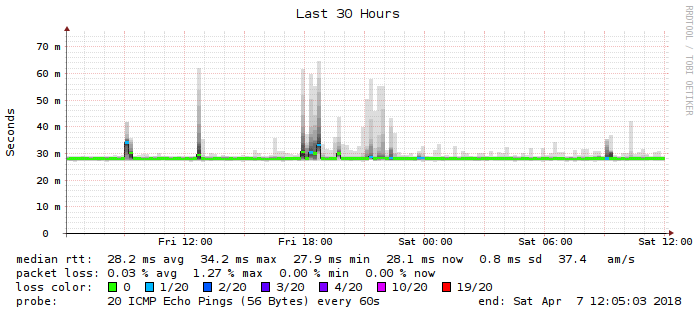 Last 30 Hours
RRDTOOL / TOBI OETIKER
Seconds
70 m
60 m
50 m
40 m
30 m
20 m
10 m
0
Fri 12:00 Fri 18:00 Sat 00:00 Sat 06:00 Sat 12:00
median rtt: 28.2 ms avg 34.2 ms max 27.9 ms min 28.1 ms now 0.8 ms sd 37.4 am/s
packet loss: 0.03 % avg 1.27 % max 0.00 % min 0.00 % now
loss color: 0 1/20 2/20 3/20 4/20 10/20 19/20
probe: 20 ICMP Echo Pings (56 Bytes) every 60s end: Sat Apr 7 12:05:03 2018